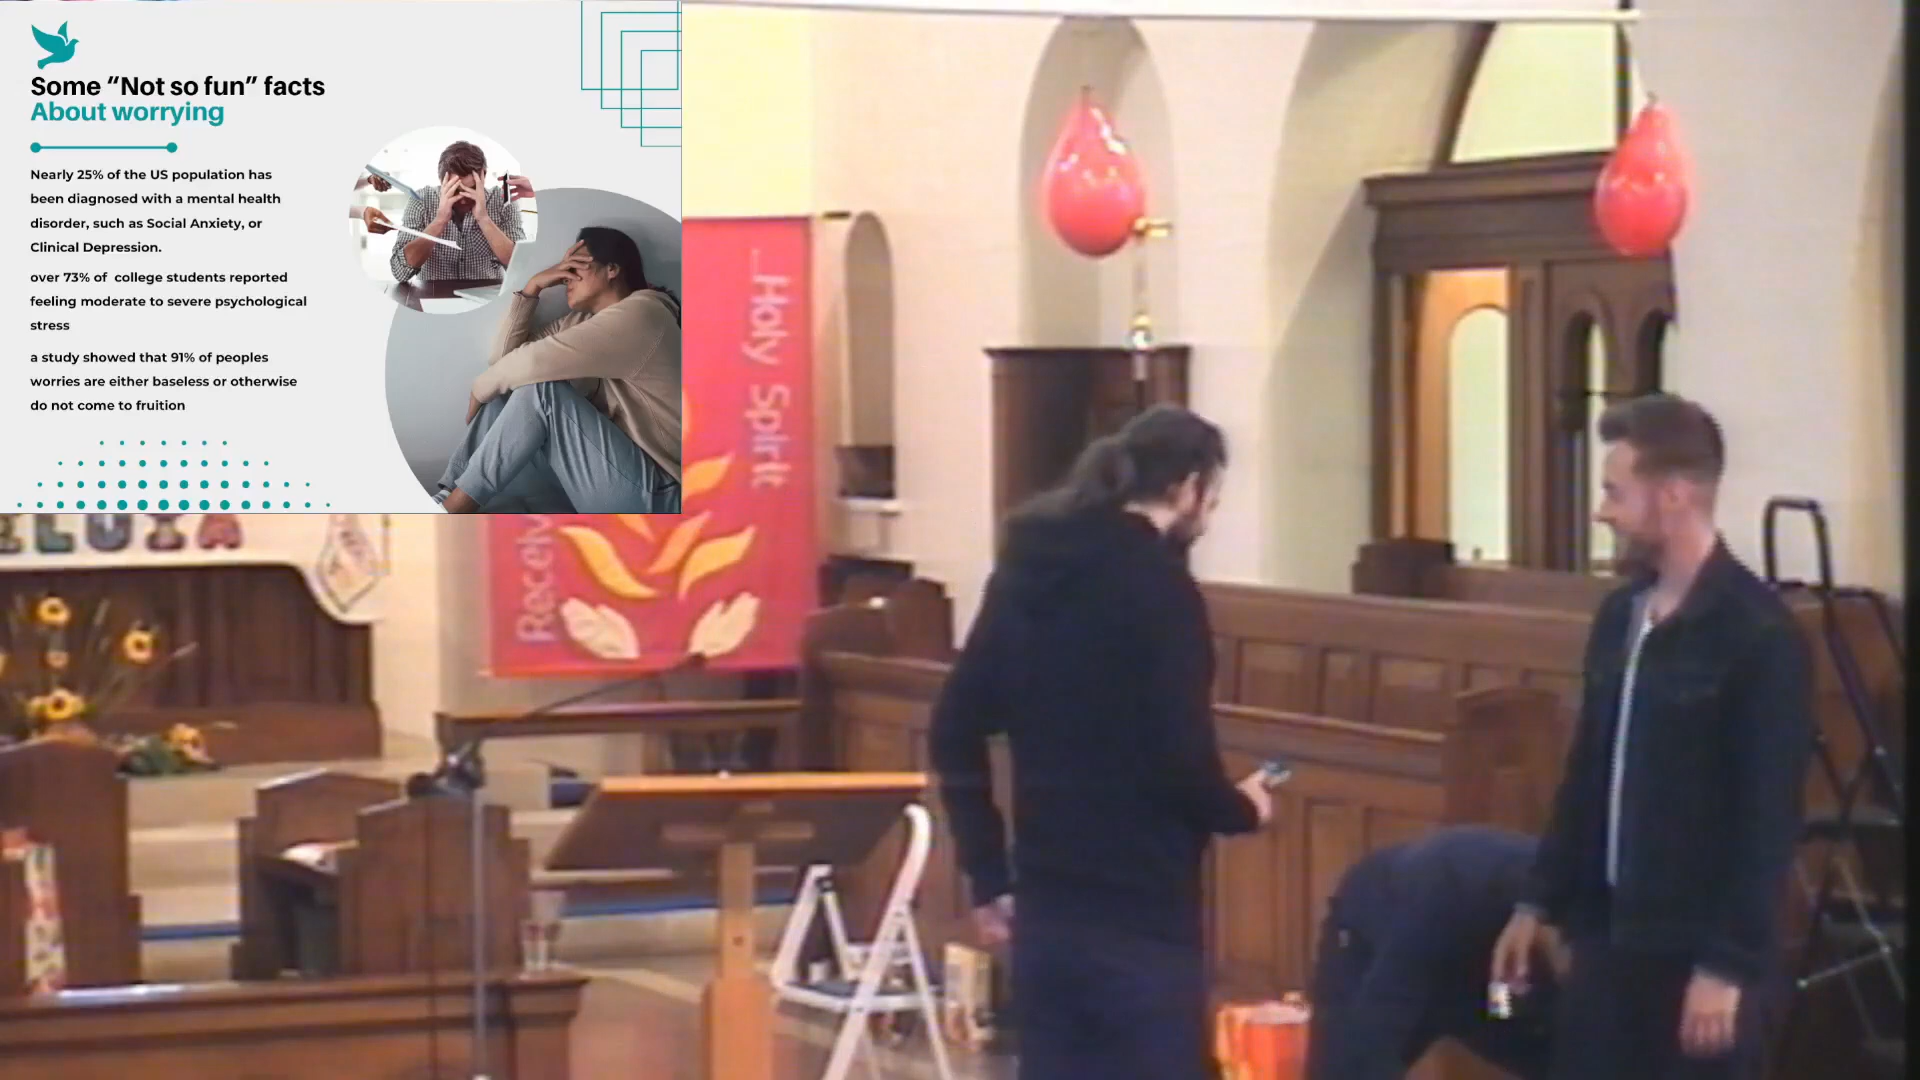 Some “Not so fun” facts
About worrying
Nearly 25% of the US population has
been diagnosed with a mental health
disorder, such as Social Anxiety, or
Clinical Depression.
over 73% of  college students reported
feeling moderate to severe psychological
stress
a study showed that 91% of peoples
worries are either baseless or otherwise
do not come to fruition
...Holy Spirit
Receiv
ILUIA